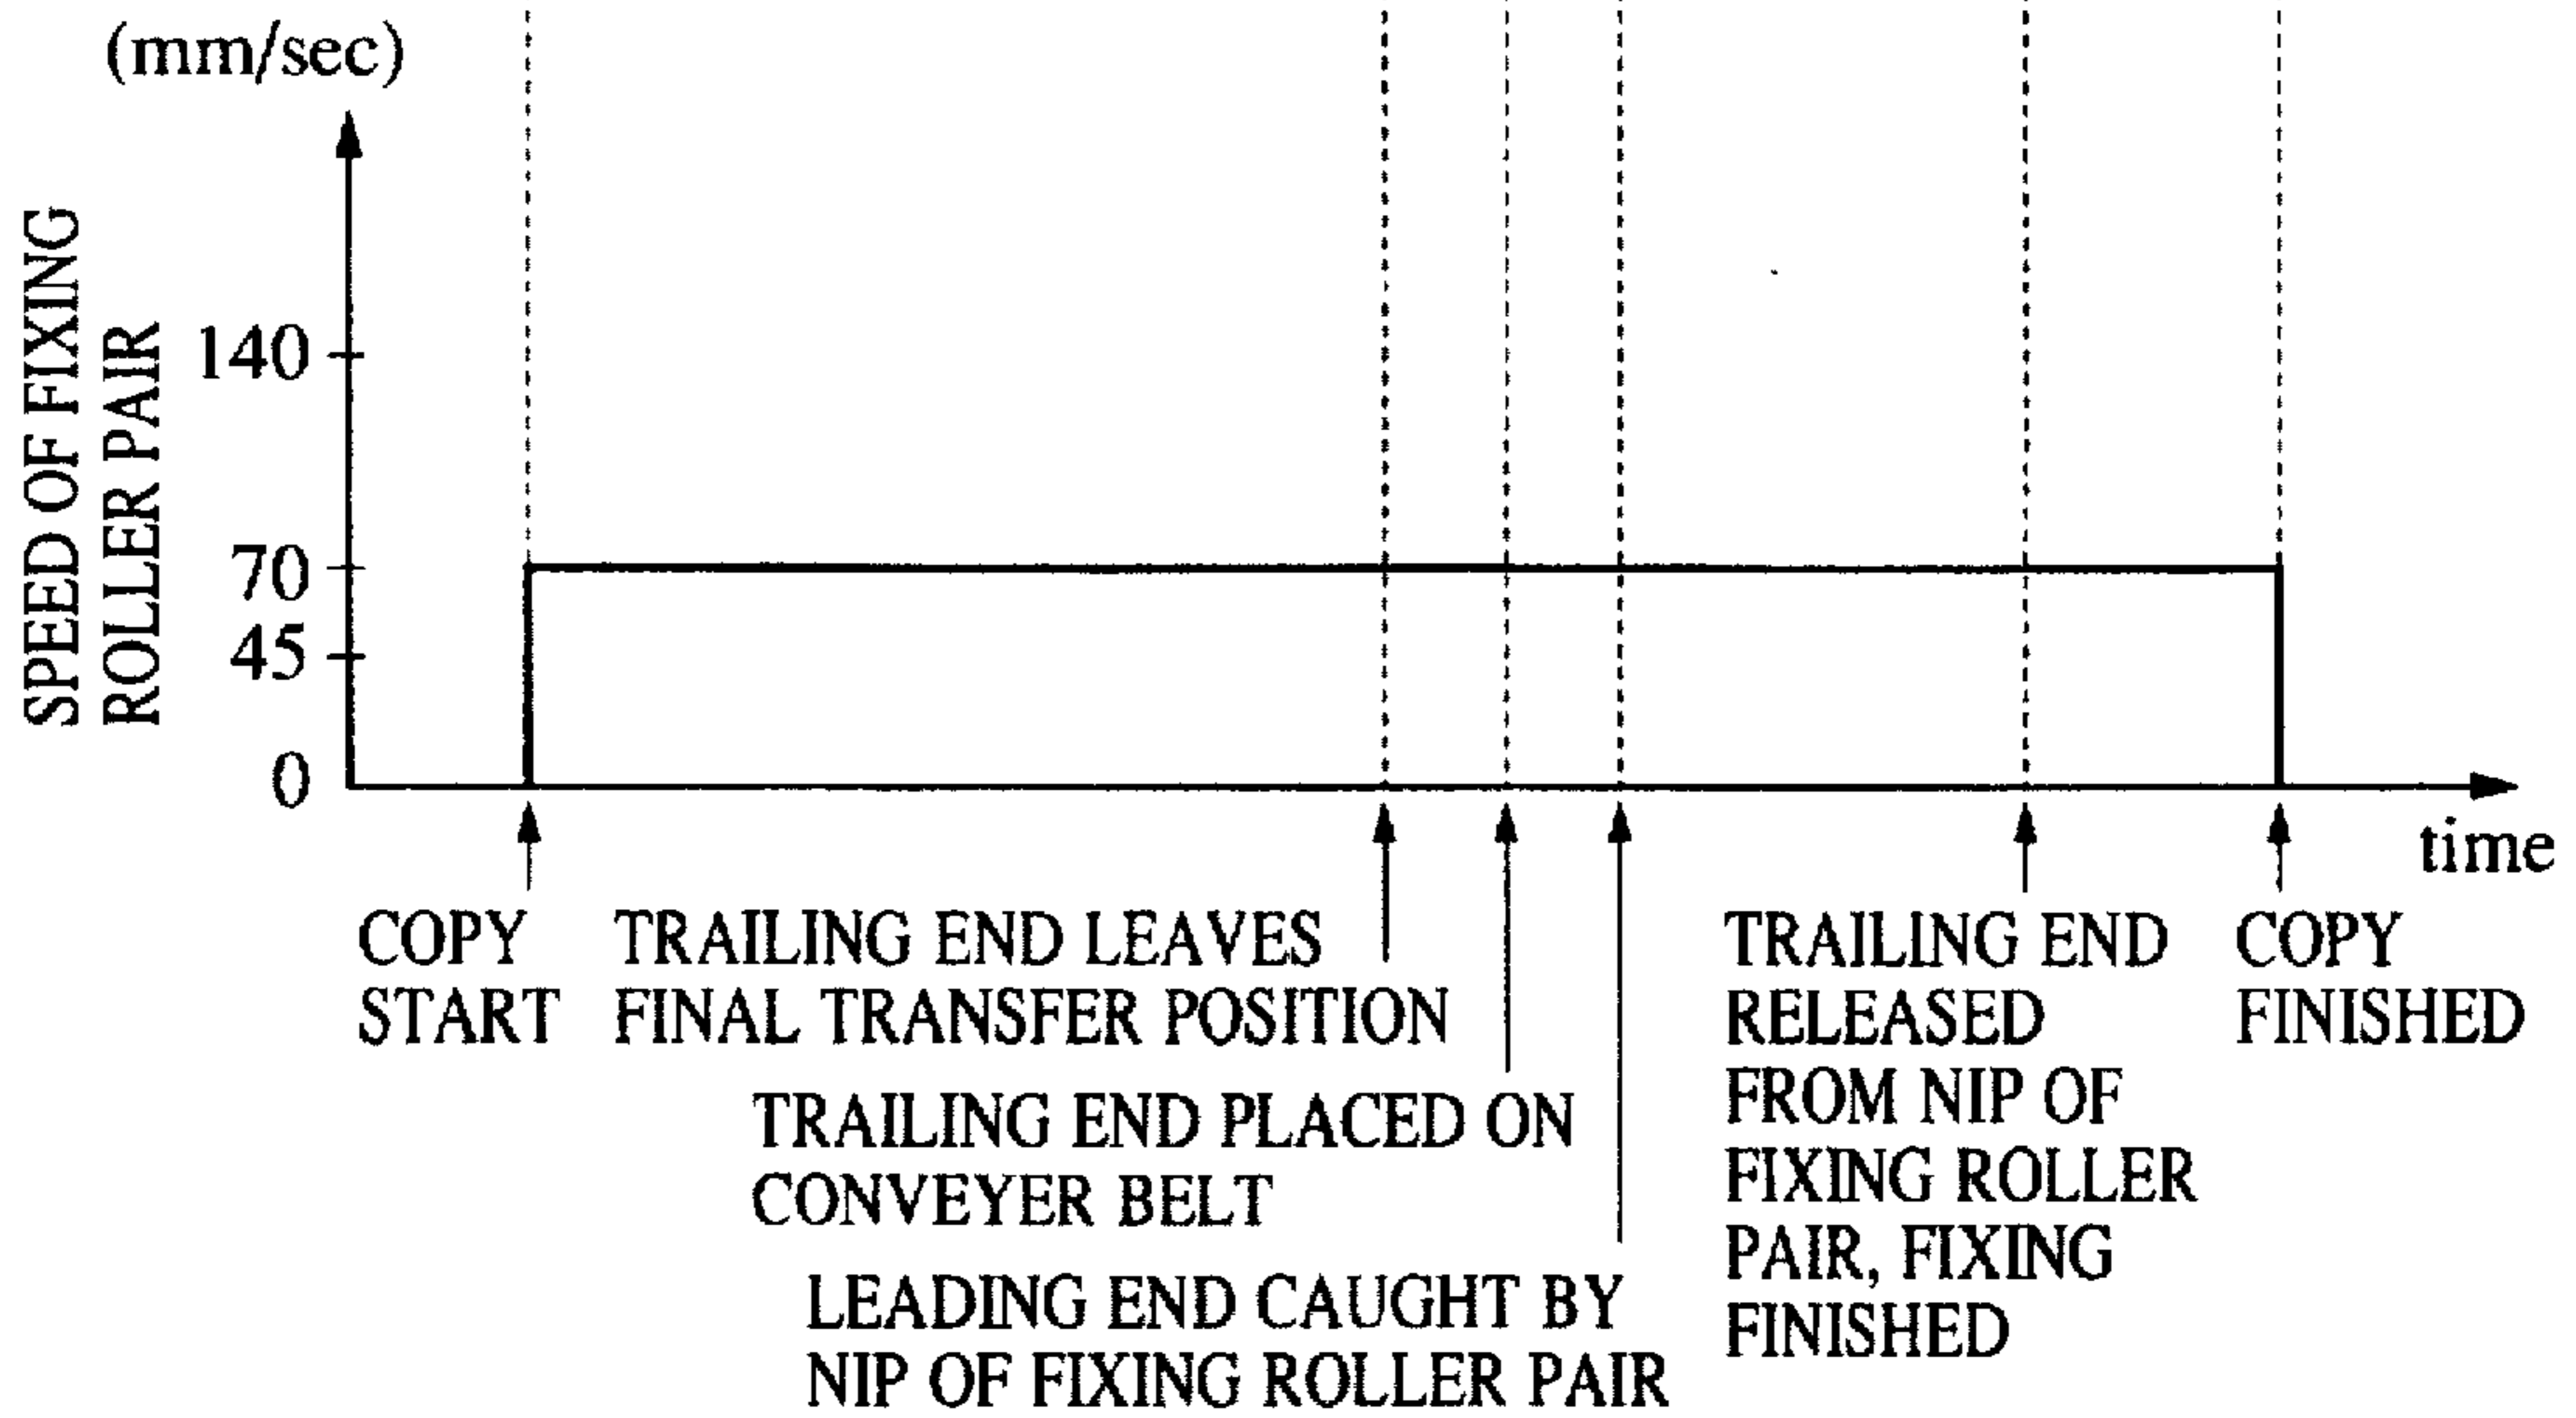 (mm/sec)
SPEED OF FIXING
ROLLER PAIR
140
70
45
0
time
COPY
START
TRAILING END LEAVES
FINAL TRANSFER POSITION
TRAILING END PLACED ON
CONVEYER BELT
LEADING END CAUGHT BY
NIP OF FIXING ROLLER PAIR
TRAILING END
RELEASED
FROM NIP OF
FIXING ROLLER
PAIR, FIXING
FINISHED
COPY
FINISHED